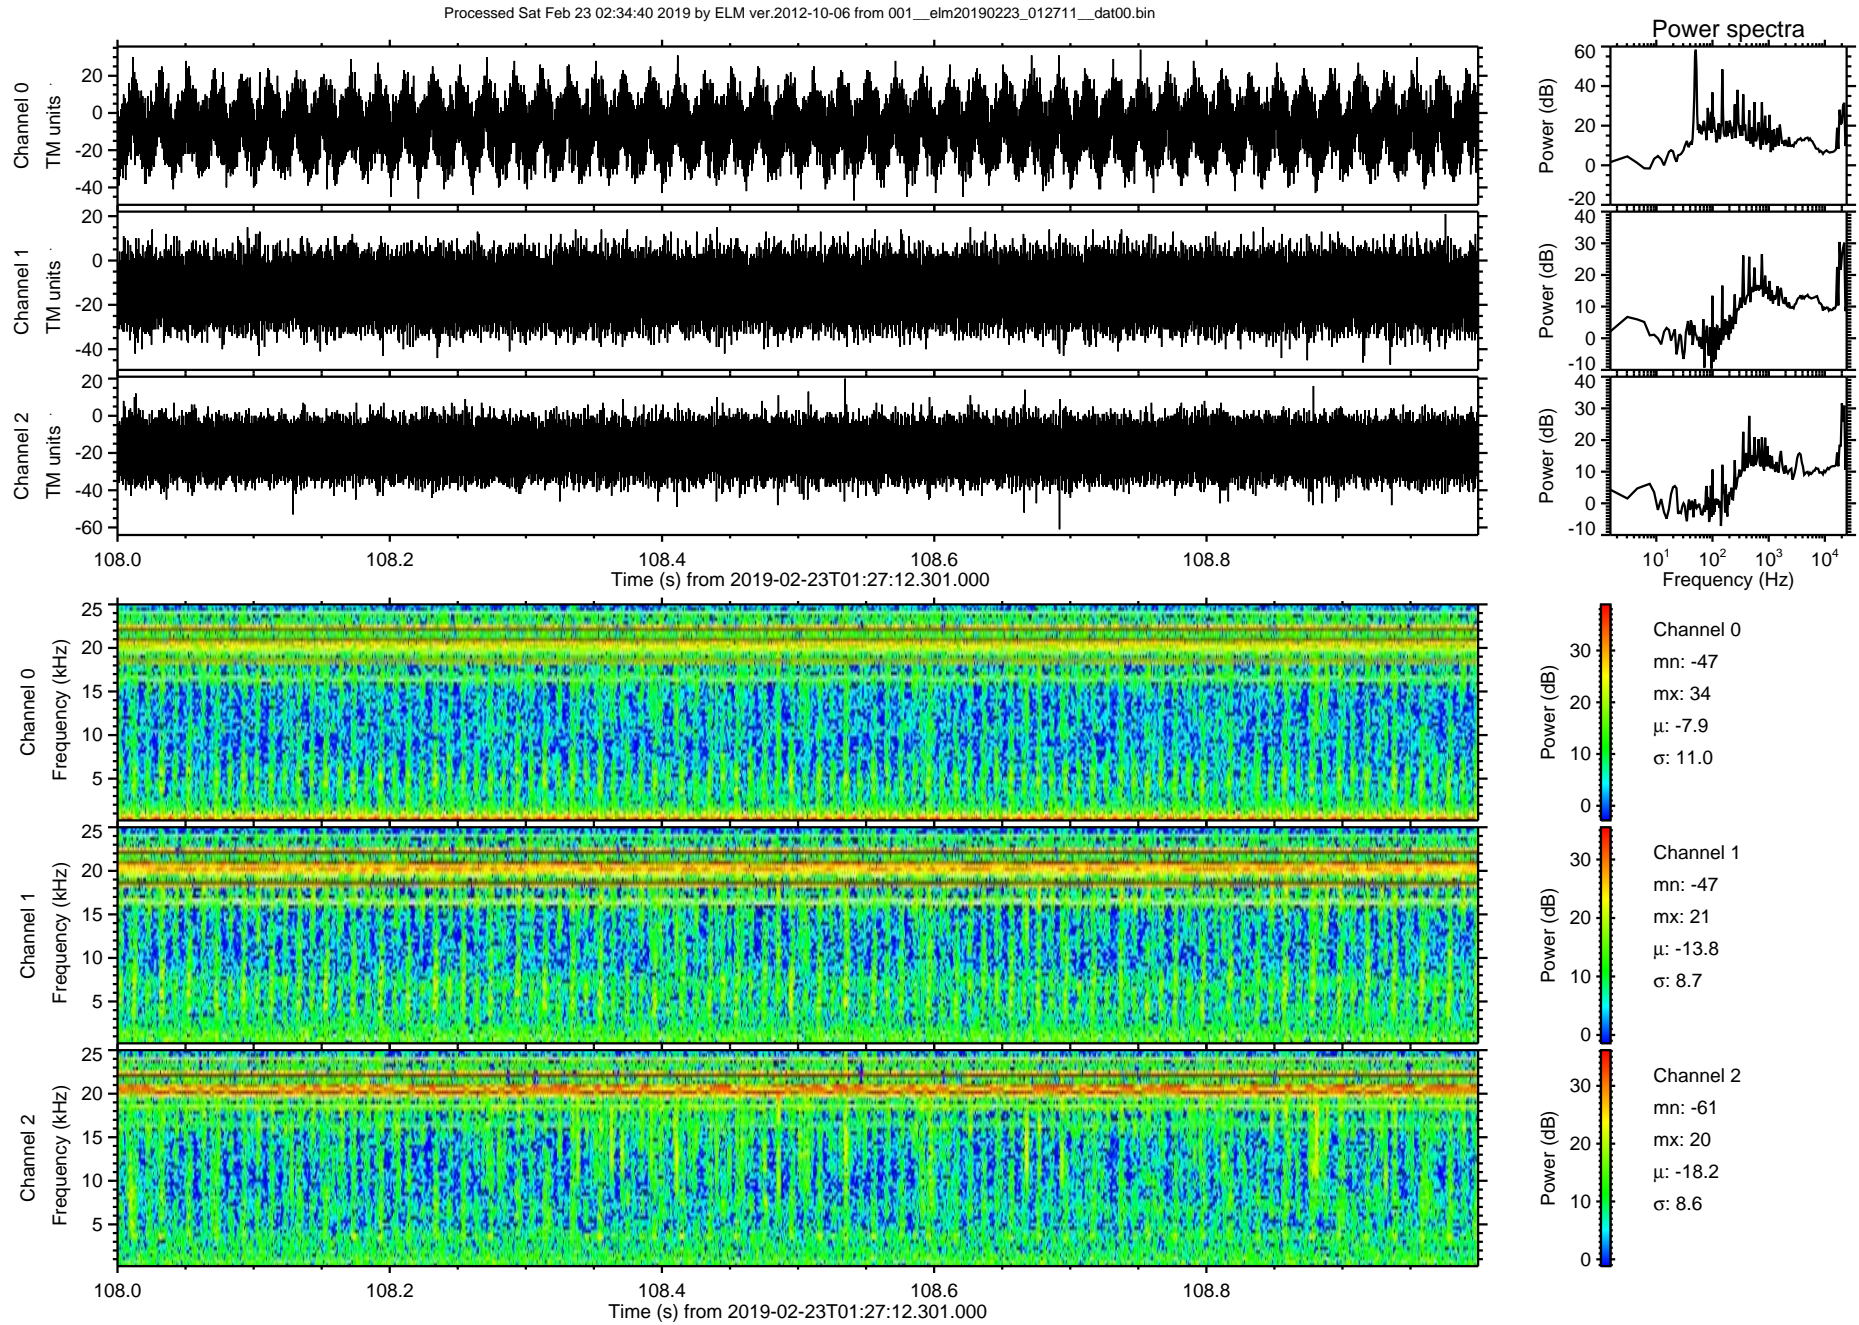 Processed Sat Feb 23 02:34:40 2019 by ELM ver.2012-10-06 from 001__elm20190223_012711__dat00.bin
Power spectra
Channel 0
TM units
20
0
-20
-40
Power (dB)
60
40
20
0
-20
Channel 1
TM units
20
0
-20
-40
Power (dB)
40
30
20
10
0
-10
Channel 2
TM units
20
0
-20
-40
-60
Power (dB)
40
30
20
10
0
-10
108.0 108.2 108.4 108.6 108.8
Time (s) from 2019-02-23T01:27:12.301.000
10¹ 10² 10³ 10⁴
Frequency (Hz)
Channel 0
Frequency (kHz)
25
20
15
10
5
Power (dB)
30
20
10
0
Channel 0
mn: -47
mx: 34
µ: -7.9
σ: 11.0
Channel 1
Frequency (kHz)
25
20
15
10
5
Power (dB)
30
20
10
0
Channel 1
mn: -47
mx: 21
µ: -13.8
σ: 8.7
Channel 2
Frequency (kHz)
25
20
15
10
5
Power (dB)
30
20
10
0
Channel 2
mn: -61
mx: 20
µ: -18.2
σ: 8.6
108.0 108.2 108.4 108.6 108.8
Time (s) from 2019-02-23T01:27:12.301.000